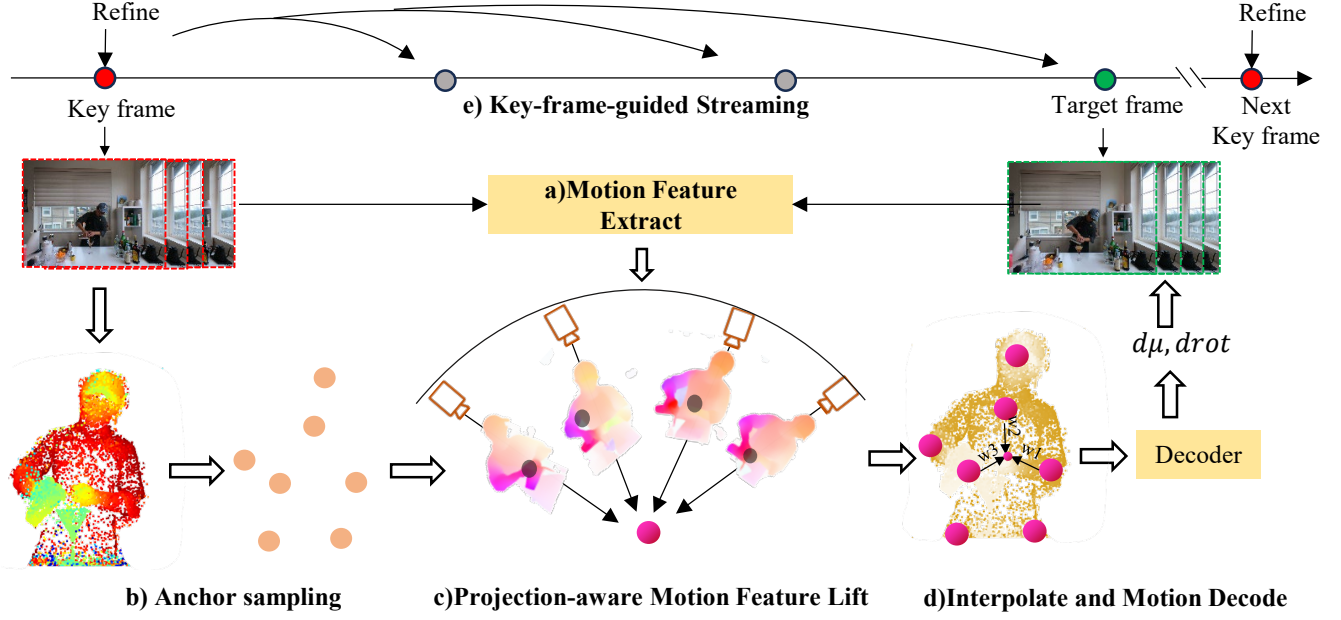 Refine
Refine
e) Key-frame-guided Streaming
Key frame
Target frame
Next
Key frame
a)Motion Feature
Extract
dμ, drot
w2
w3
w1
Decoder
b) Anchor sampling
c)Projection-aware Motion Feature Lift
d)Interpolate and Motion Decode